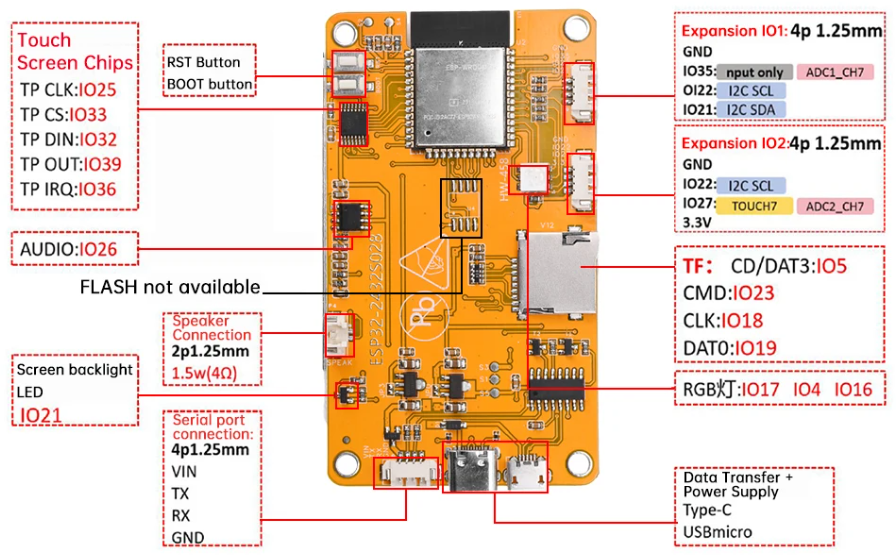 Touch
Screen Chips
TP CLK:IO25
TP CS:IO33
TP DIN:IO32
TP OUT:IO39
TP IRQ:IO36
RST Button
BOOT button
AUDIO:IO26
FLASH not available
Speaker
Connection
2p1.25mm
1.5w(4Ω)
Screen backlight
LED
IO21
Serial port
connection:
4p1.25mm
VIN
TX
RX
GND
ESP32-2432S028
Pb
SPEAK
Expansion IO1: 4p 1.25mm
GND
IO35: nput only ADC1_CH7
OI22: I2C SCL
IO21: I2C SDA
Expansion IO2:4p 1.25mm
GND
IO22: I2C SCL
IO27: TOUCH7 ADC2_CH7
3.3V
TF: CD/DAT3:IO5
CMD:IO23
CLK:IO18
DAT0:IO19
RGB灯:IO17 IO4 IO16
Data Transfer +
Power Supply
Type-C
USBmicro